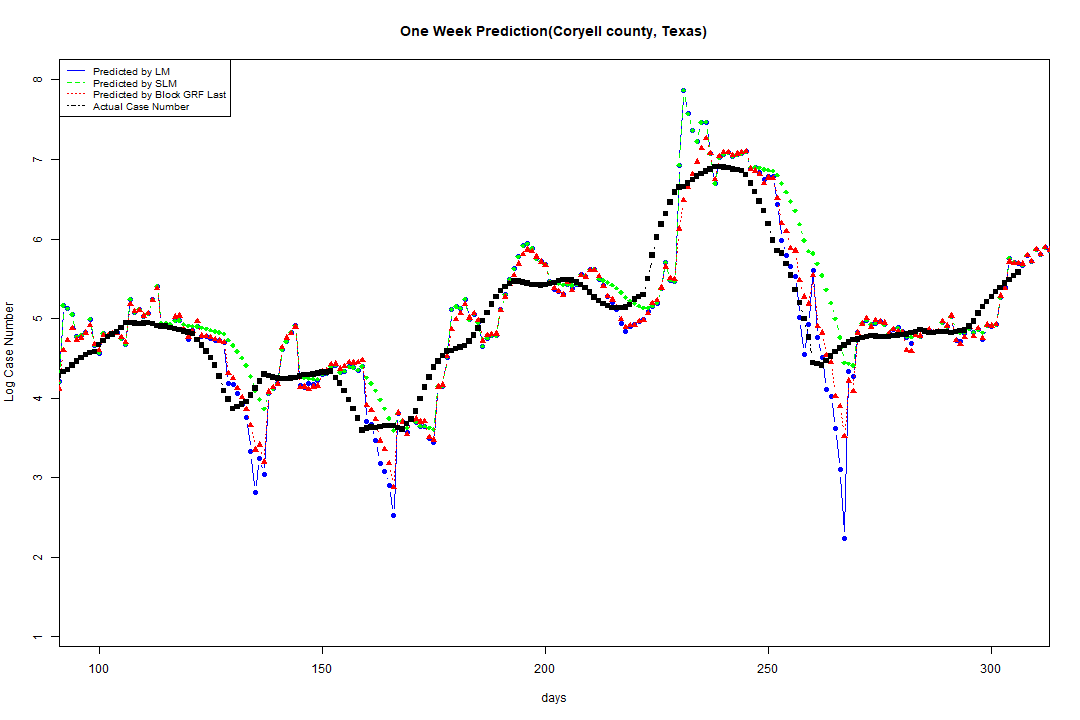 One Week Prediction(Coryell county, Texas)
Predicted by LM
Predicted by SLM
Predicted by Block GRF Last
Actual Case Number
Log Case Number
8
7
6
5
4
3
2
1
100 150 200 250 300
days